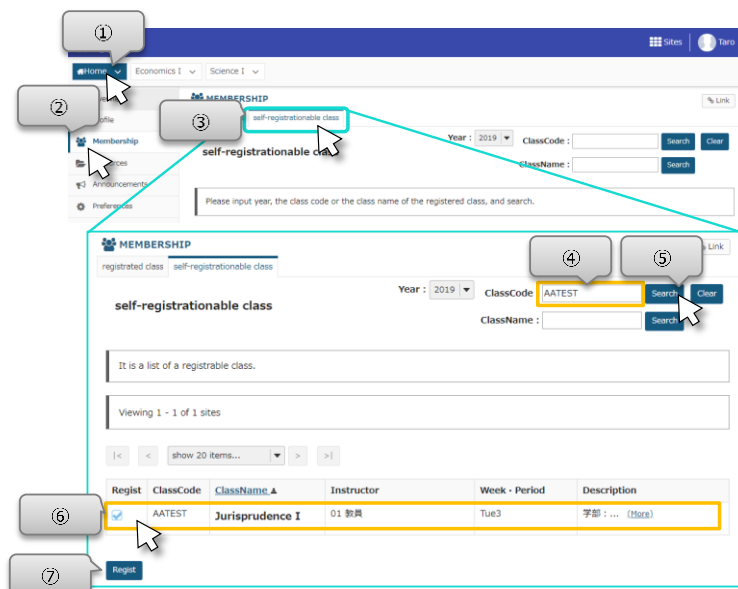 ①
Sites
Taro
Home
Economics I
Science I
②
MEMBERSHIP
Link
③
self-registrationable class
Membership
Year :
2019
ClassCode :
Search
Clear
self-registrationable
ClassName :
Search
Announcements
Preferences
Please input year, the class code or the class name of the registered class, and search.
MEMBERSHIP
④
⑤
Link
registrated class
self-registrationable class
Year :
2019
ClassCode
AATEST
Search
Clear
self-registrationable class
ClassName :
Search
It is a list of a registrable class.
Viewing 1 - 1 of 1 sites
|<
<
show 20 items...
>
>|
Regist ClassCode ClassName▲ Instructor Week - Period Description
⑥
AATEST Jurisprudence I 01 教員 Tue3 学部 : ... (More)
⑦
Regist